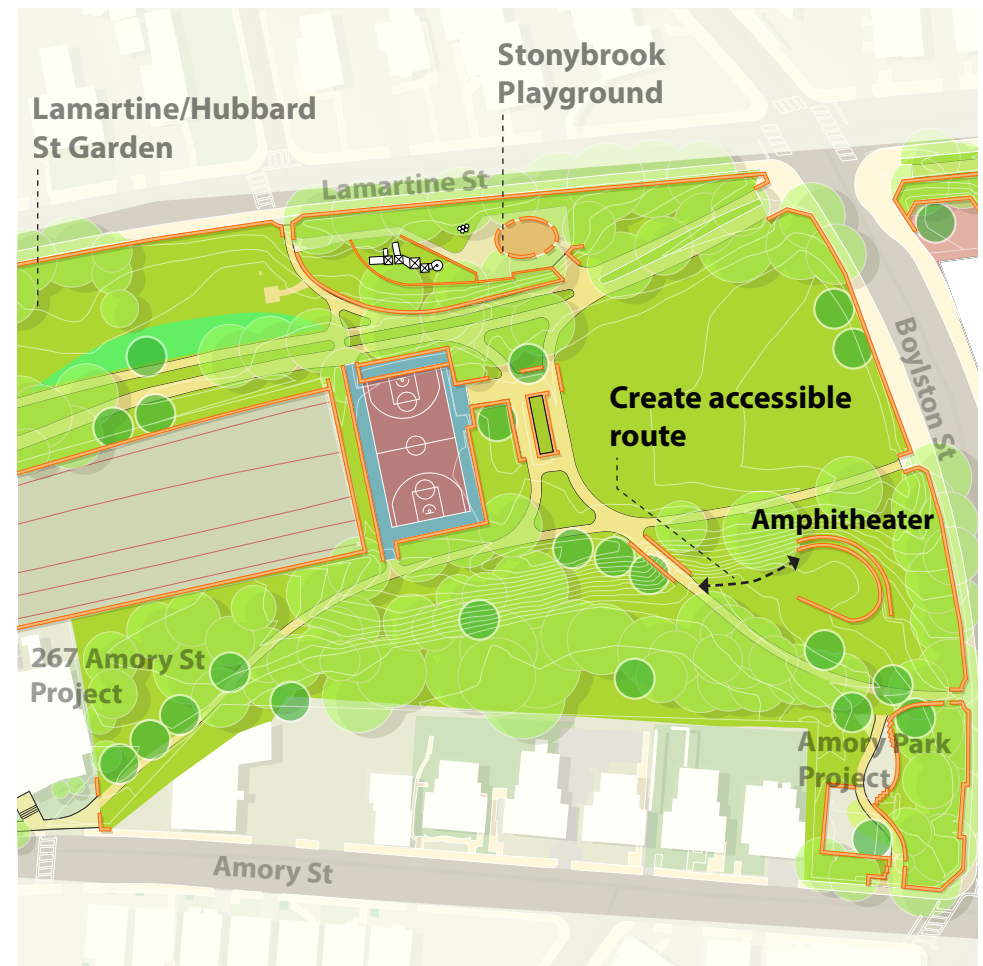 Stonybrook
Playground
Lamartine/Hubbard
St Garden
Lamartine St
Boylston St
Create accessible
route
Amphitheater
267 Amory St
Project
Amory Park
Project
Amory St